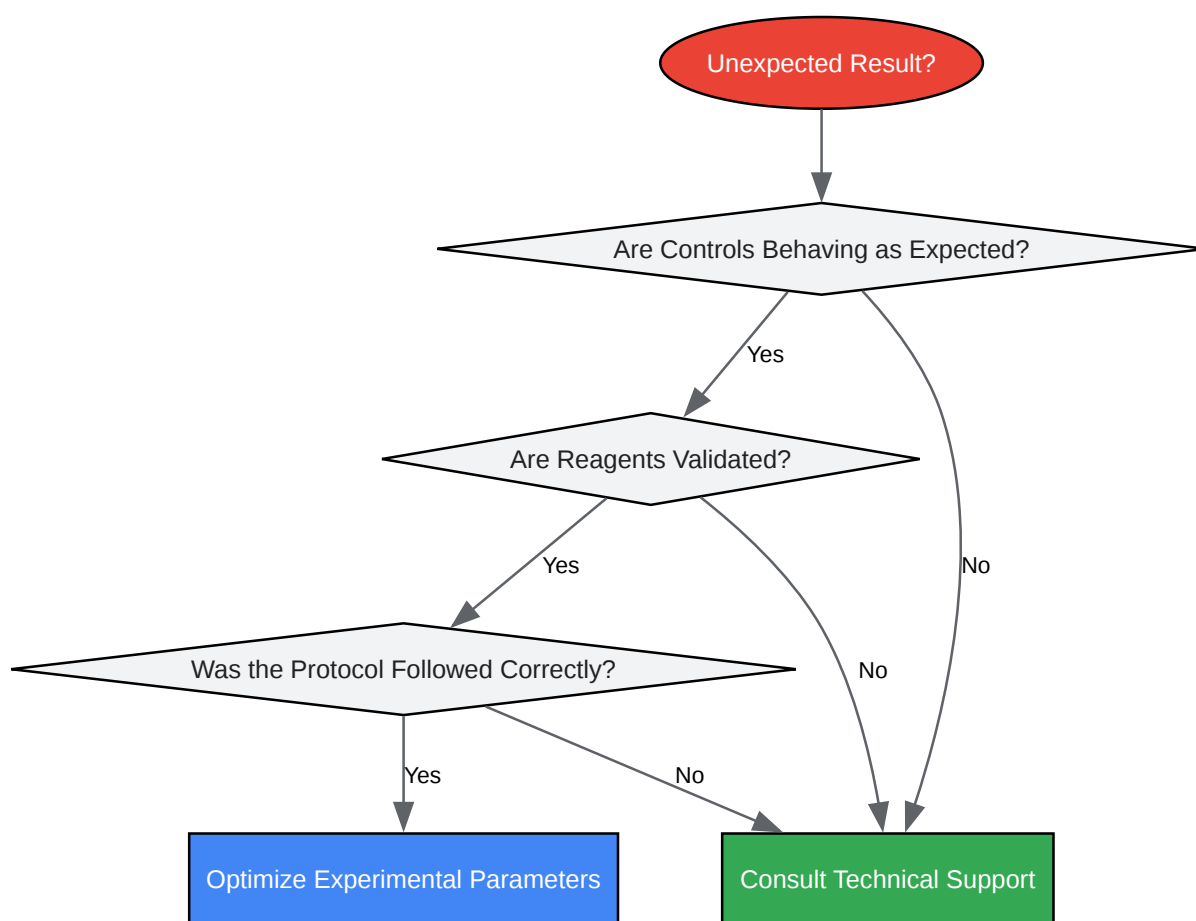 Unexpected Result?
Are Controls Behaving as Expected?
Yes
Are Reagents Validated?
Yes
No
Was the Protocol Followed Correctly?
No
Yes
No
Optimize Experimental Parameters
Consult Technical Support